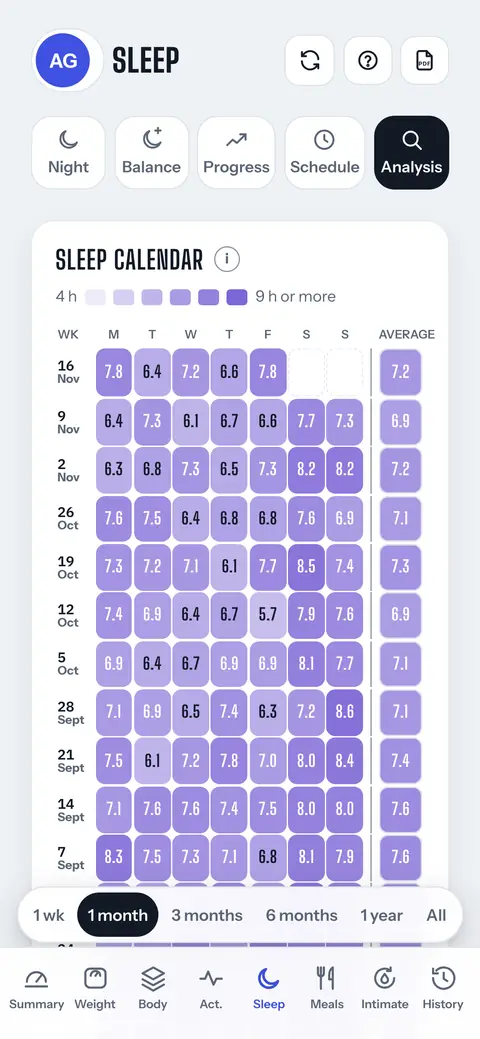 AG SLEEP PDF
Night Balance Progress Schedule Analysis
SLEEP CALENDAR i
4 h 9 h or more
WK M T W T F S S AVERAGE
16 Nov 7.8 6.4 7.2 6.6 7.8 7.2
9 Nov 6.4 7.3 6.1 6.7 6.6 7.7 7.3 6.9
2 Nov 6.3 6.8 7.3 6.5 7.3 8.2 8.2 7.2
26 Oct 7.6 7.5 6.4 6.8 6.8 7.6 6.9 7.1
19 Oct 7.3 7.2 7.1 6.1 7.7 8.5 7.4 7.3
12 Oct 7.4 6.9 6.4 6.7 5.7 7.9 7.6 6.9
5 Oct 6.9 6.4 6.7 6.9 6.9 8.1 7.7 7.1
28 Sept 7.1 6.9 6.5 7.4 6.3 7.2 8.6 7.1
21 Sept 7.5 6.1 7.2 7.8 7.0 8.0 8.4 7.4
14 Sept 7.1 7.6 7.6 7.4 7.5 8.0 8.0 7.6
7 Sept 8.3 7.5 7.3 7.1 6.8 8.1 7.9 7.6
1 wk 1 month 3 months 6 months 1 year All
Summary Weight Body Act. Sleep Meals Intimate History